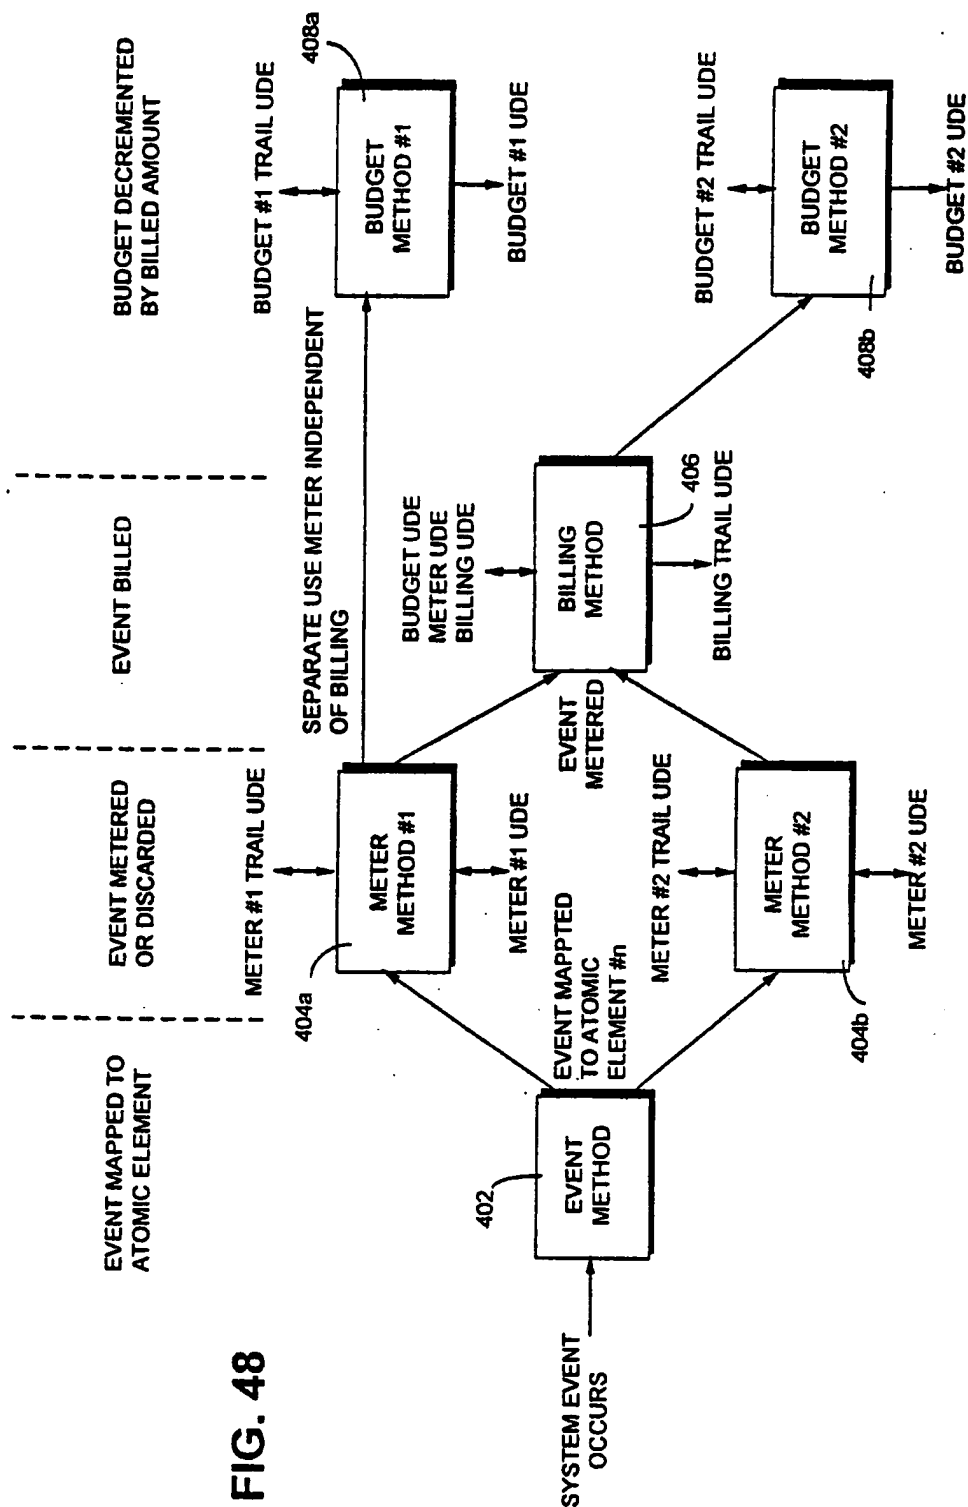 FIG. 48
EVENT MAPPED TO
ATOMIC ELEMENT
EVENT METERED
OR DISCARDED
EVENT BILLED
BUDGET DECREMENTED
BY BILLED AMOUNT
SYSTEM EVENT
OCCURS
402
EVENT
METHOD
EVENT MAPPTED
TO ATOMIC
ELEMENT #n
METER #1 TRAIL UDE
404a
METER
METHOD #1
METER #1 UDE
METER #2 TRAIL UDE
METER
METHOD #2
404b
METER #2 UDE
SEPARATE USE METER INDEPENDENT
OF BILLING
EVENT
METERED
BUDGET UDE
METER UDE
BILLING UDE
BILLING
METHOD
406
BILLING TRAIL UDE
BUDGET #1 TRAIL UDE
408a
BUDGET
METHOD #1
BUDGET #1 UDE
BUDGET #2 TRAIL UDE
BUDGET
METHOD #2
408b
BUDGET #2 UDE